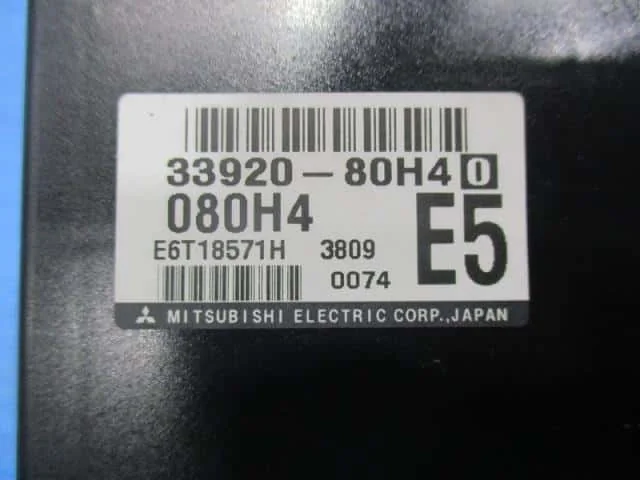 33920-80H4 0
080H4 E5
E6T18571H 3809
0074
MITSUBISHI ELECTRIC CORP.,JAPAN